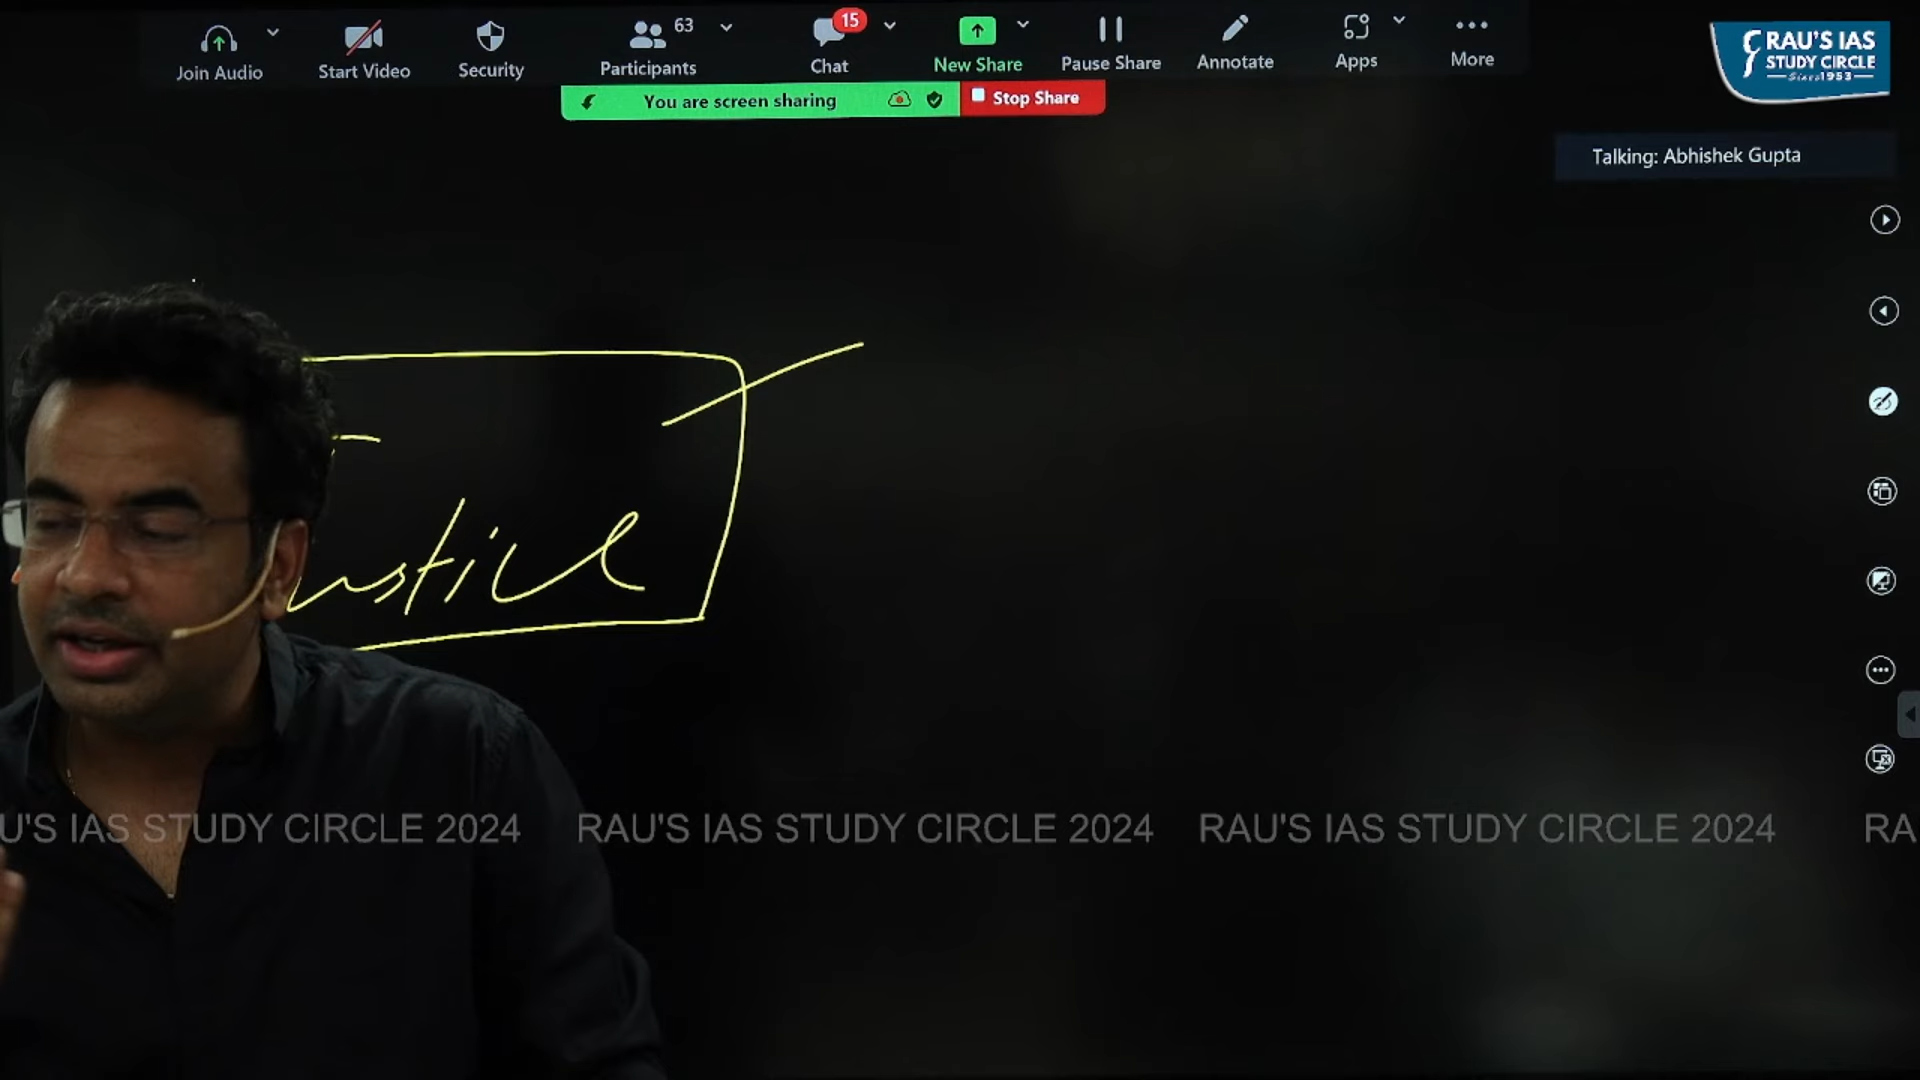 63
15
Join Audio
Start Video
Security
Participants
Chat
New Share
Pause Share
Annotate
Apps
More
You are screen sharing
Stop Share
RAU'S IAS
STUDY CIRCLE
Since 1953
Talking: Abhishek Gupta
ustice
U'S IAS STUDY CIRCLE 2024 RAU'S IAS STUDY CIRCLE 2024 RAU'S IAS STUDY CIRCLE 2024 RA